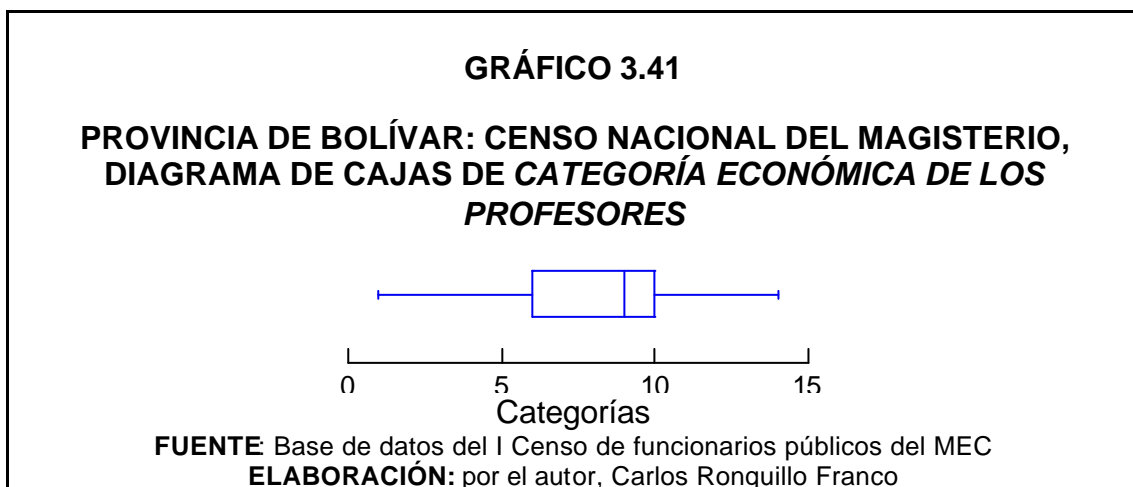 GRÁFICO 3.41
PROVINCIA DE BOLÍVAR: CENSO NACIONAL DEL MAGISTERIO,
DIAGRAMA DE CAJAS DE CATEGORÍA ECONÓMICA DE LOS
PROFESORES
0 5 10 15
Categorías
FUENTE: Base de datos del I Censo de funcionarios públicos del MEC
ELABORACIÓN: por el autor, Carlos Ronquillo Franco